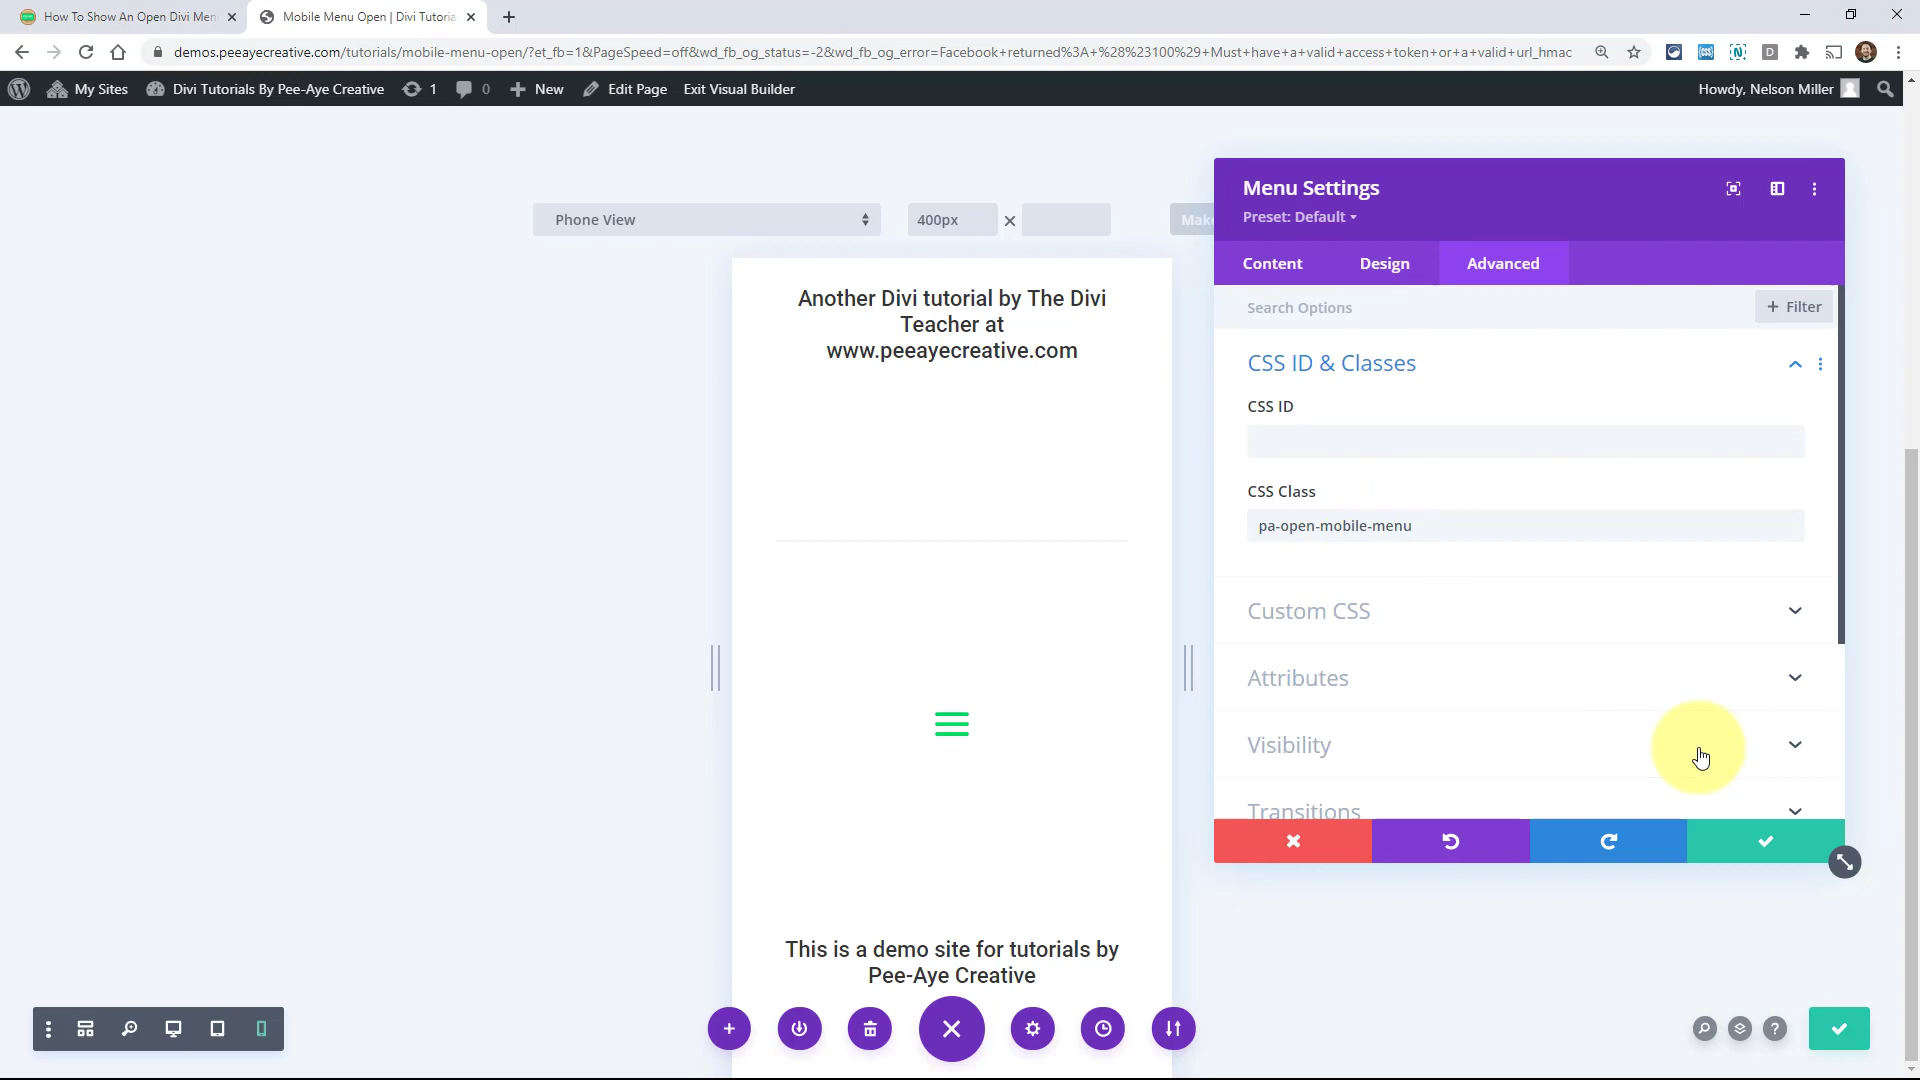 How To Show An Open Divi Men
Mobile Menu Open | Divi Tutoria
demos.peeayecreative.com/tutorials/mobile-menu-open/?et_fb=1&PageSpeed=off&wd_fb_og_status=-2&wd_fb_og_error=Facebook+returned%3A+%28%23100%29+Must+have+a+valid+access+token+or+a+valid+url_hmac
My Sites
Divi Tutorials By Pee-Aye Creative
1
0
New
Edit Page
Exit Visual Builder
Howdy, Nelson Miller
Phone View
400px
Make
Another Divi tutorial by The Divi
Teacher at
www.peeayecreative.com
This is a demo site for tutorials by
Pee-Aye Creative
Menu Settings
Preset: Default
Content
Design
Advanced
Search Options
+ Filter
CSS ID & Classes
CSS ID
CSS Class
pa-open-mobile-menu
Custom CSS
Attributes
Visibility
Transitions